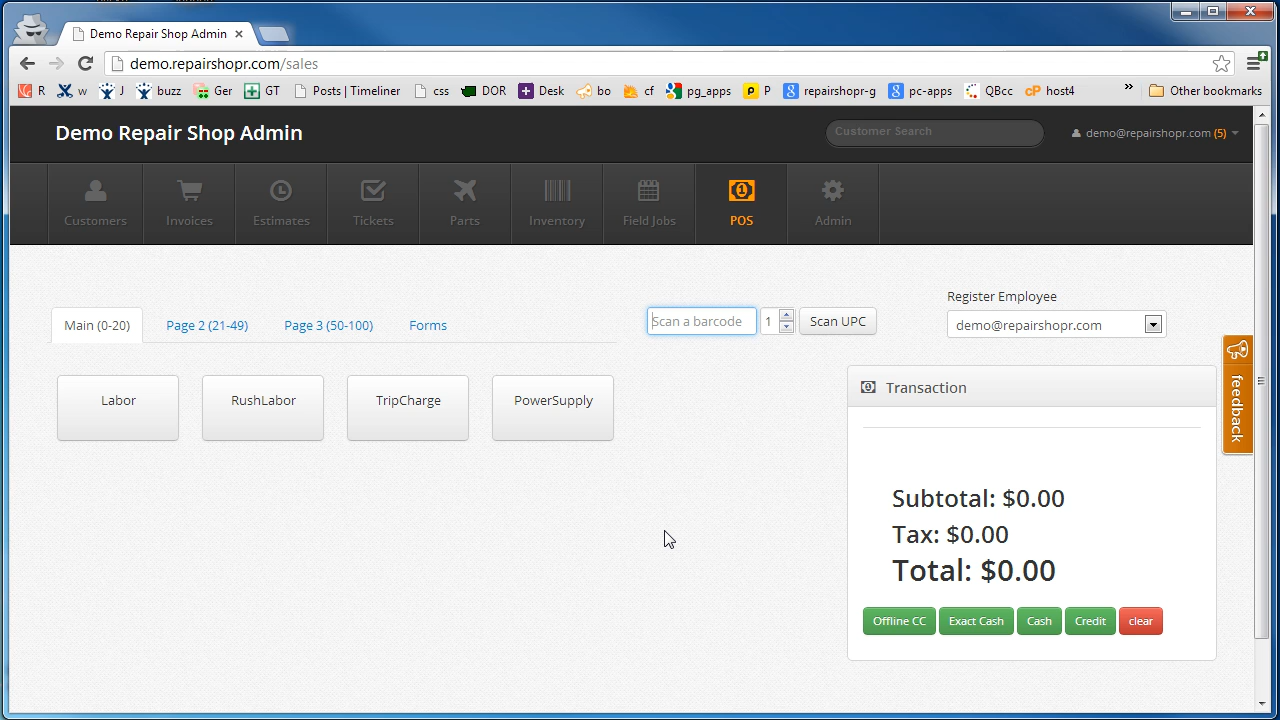 Demo Repair Shop Admin ×
demo.repairshopr.com/sales
R w J buzz Ger GT Posts | Timeliner css DOR Desk bo cf pg_apps P repairshopr-g pc-apps QBcc host4 » Other bookmarks
Demo Repair Shop Admin
Customer Search
demo@repairshopr.com (5)
Customers Invoices Estimates Tickets Parts Inventory Field Jobs POS Admin
Register Employee
Main (0-20) Page 2 (21-49) Page 3 (50-100) Forms
Scan a barcode 1 Scan UPC
demo@repairshopr.com
feedback
Labor RushLabor TripCharge PowerSupply
Transaction
Subtotal: $0.00
Tax: $0.00
Total: $0.00
Offline CC Exact Cash Cash Credit clear